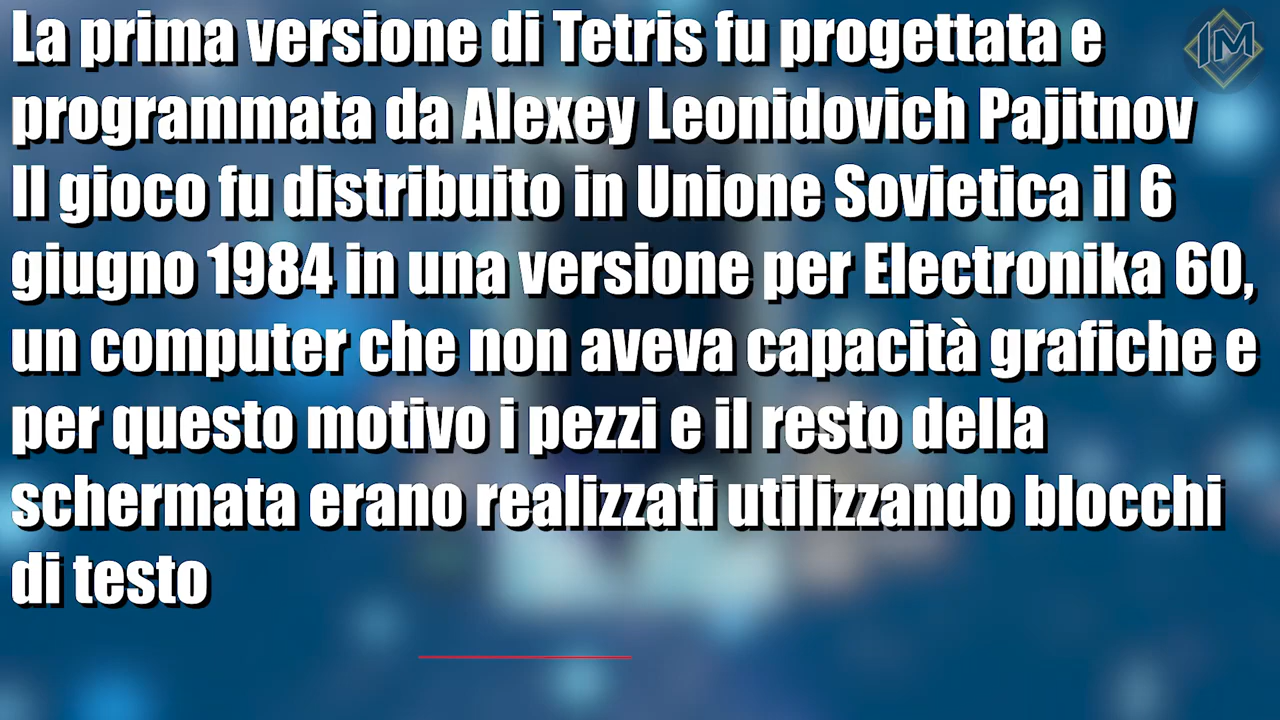 La prima versione di Tetris fu progettata e
programmata da Alexey Leonidovich Pajitnov
Il gioco fu distribuito in Unione Sovietica il 6
giugno 1984 in una versione per Electronika 60,
un computer che non aveva capacità grafiche e
per questo motivo i pezzi e il resto della
schermata erano realizzati utilizzando blocchi
di testo
IM